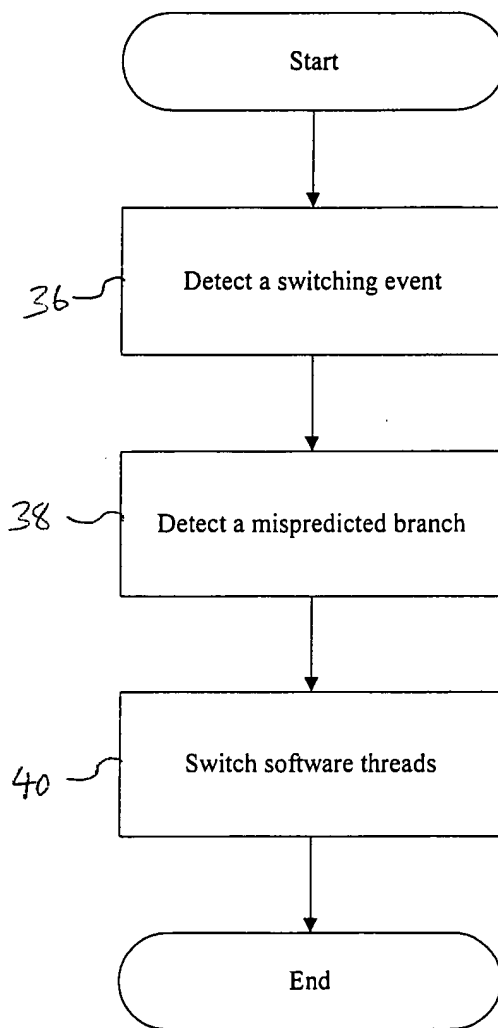 Start
36
Detect a switching event
38
Detect a mispredicted branch
40
Switch software threads
End